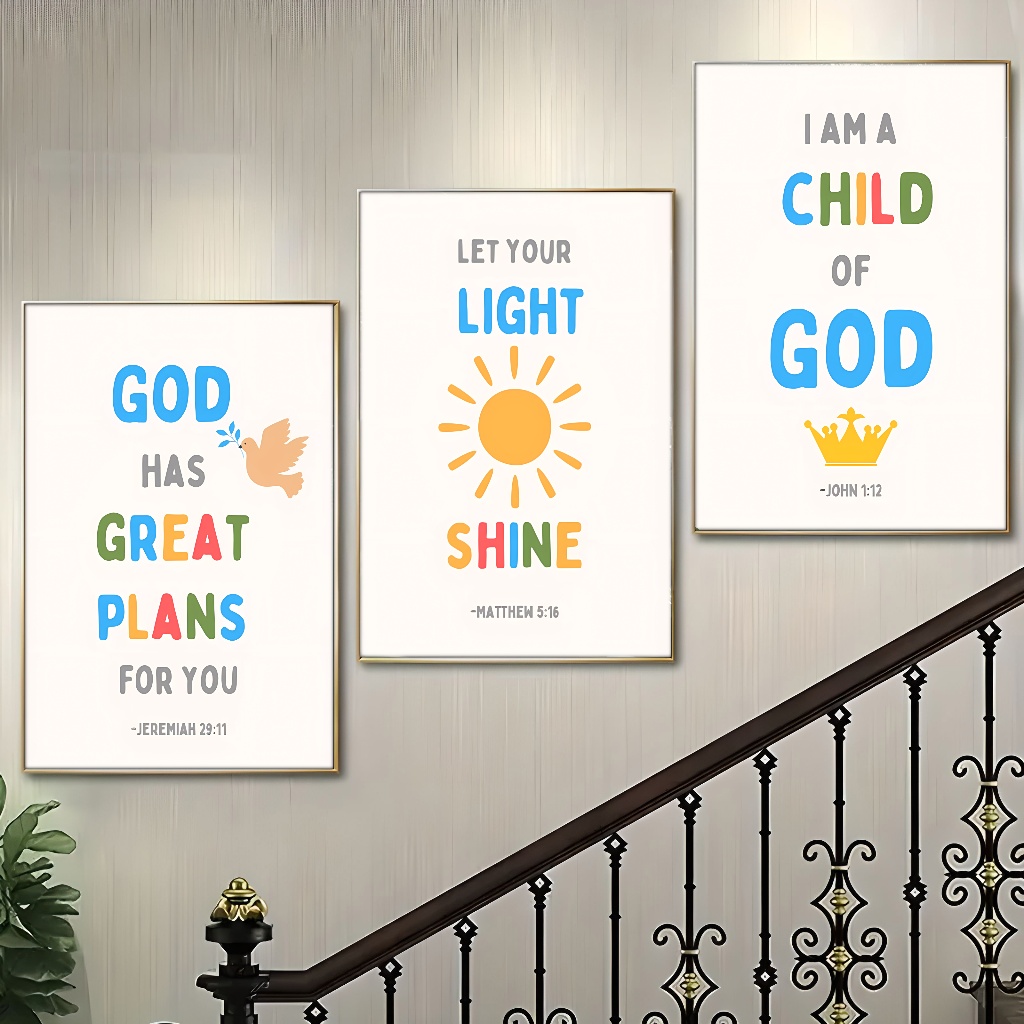 GOD
HAS
GREAT
PLANS
FOR YOU
-JEREMIAH 29:11
LET YOUR
LIGHT
SHINE
-MATTHEW 5:16
I AM A
CHILD
OF
GOD
-JOHN 1:12